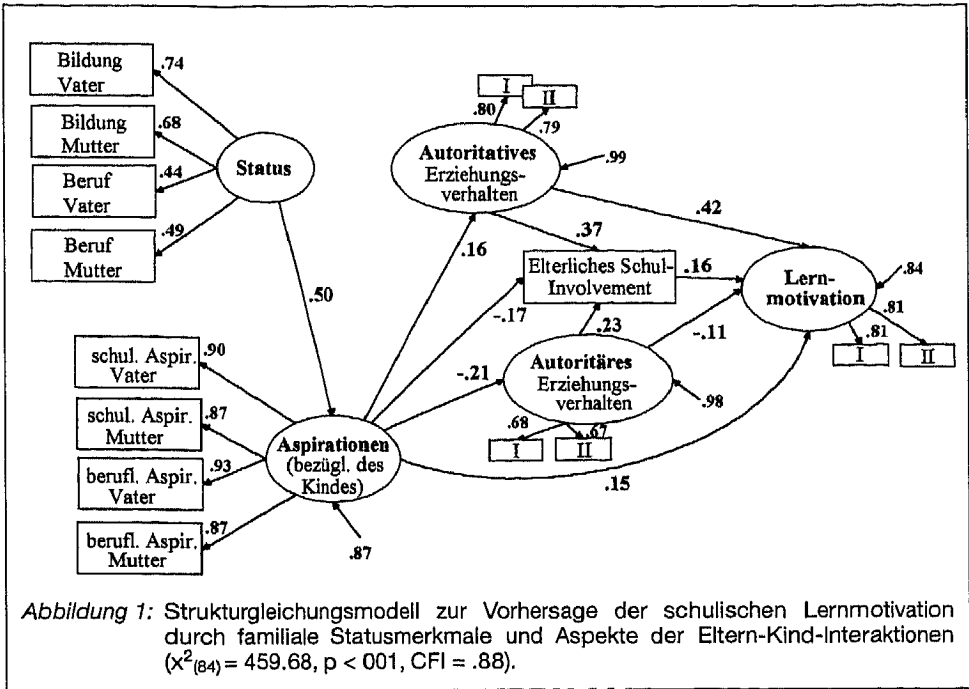 Bildung
Vater
.74
Bildung
Mutter
.68
Beruf
Vater
.44
Beruf
Mutter
.49
Status
.50
schul. Aspir.
Vater
.90
schul. Aspir.
Mutter
.87
berufl. Aspir.
Vater
.93
berufl. Aspir.
Mutter
.87
Aspirationen
(bezügl. des
Kindes)
.87
I
II
.80
.79
Autoritatives
Erziehungs-
verhalten
.99
.42
.37
.16
Elterliches Schul-
Involvement
.16
-.17
.23
-.11
-.21
Autoritäres
Erziehungs-
verhalten
.98
.68
.67
I
II
.15
Lern-
motivation
.84
.81
.81
I
II
Abbildung 1: Strukturgleichungsmodell zur Vorhersage der schulischen Lernmotivation
durch familiale Statusmerkmale und Aspekte der Eltern-Kind-Interaktionen
(x²(84) = 459.68, p < 001, CFI = .88).